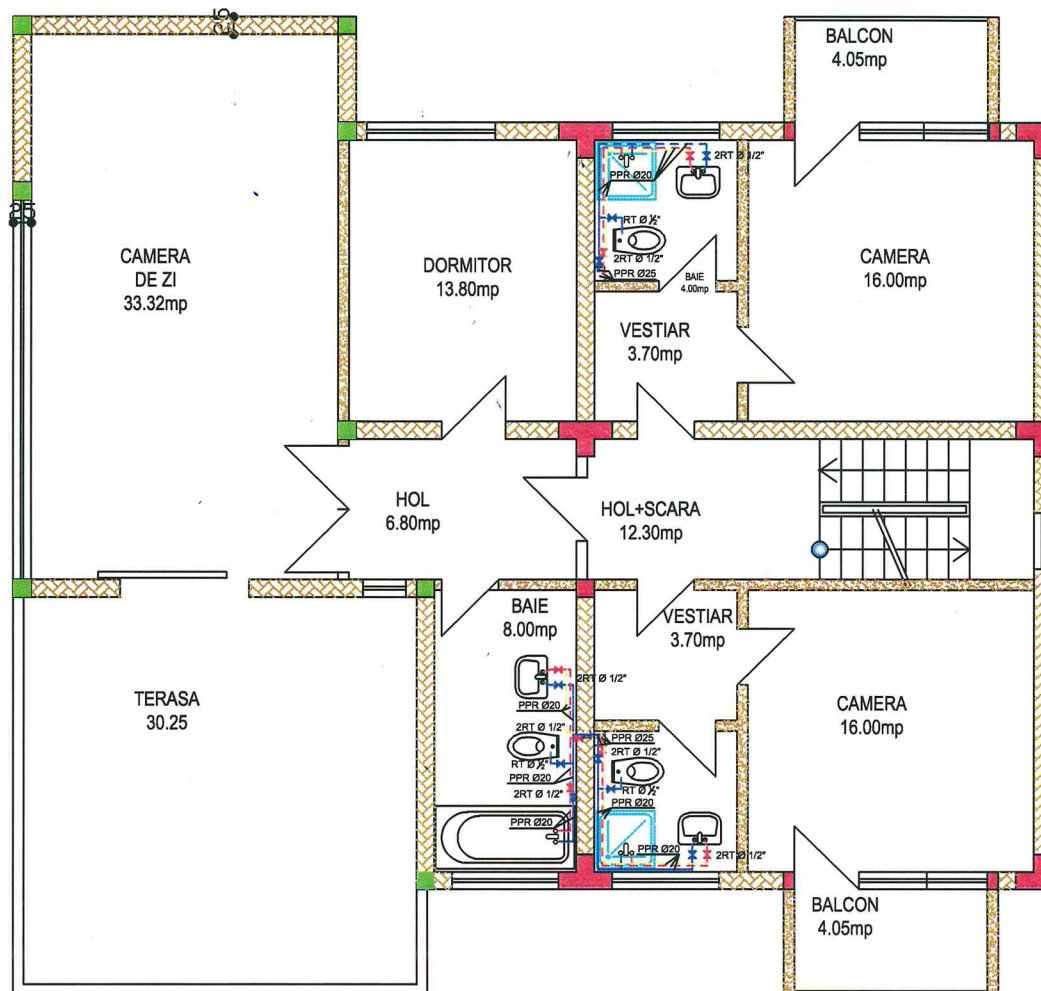 25
BALCON
4.05mp
2RT Ø 1/2"
PPR Ø20
RT Ø ½"
2RT Ø 1/2"
PPR Ø25
BAIE
4.00mp
25
CAMERA
DE ZI
33.32mp
DORMITOR
13.80mp
CAMERA
16.00mp
VESTIAR
3.70mp
HOL
6.80mp
HOL+SCARA
12.30mp
BAIE
8.00mp
VESTIAR
3.70mp
TERASA
30.25
2RT Ø 1/2"
PPR Ø20
2RT Ø 1/2"
RT Ø ½"
PPR Ø20
2RT Ø 1/2"
PPR Ø20
PPR Ø25
2RT Ø 1/2"
RT Ø ½"
PPR Ø20
PPR Ø20
2RT Ø 1/2"
CAMERA
16.00mp
BALCON
4.05mp